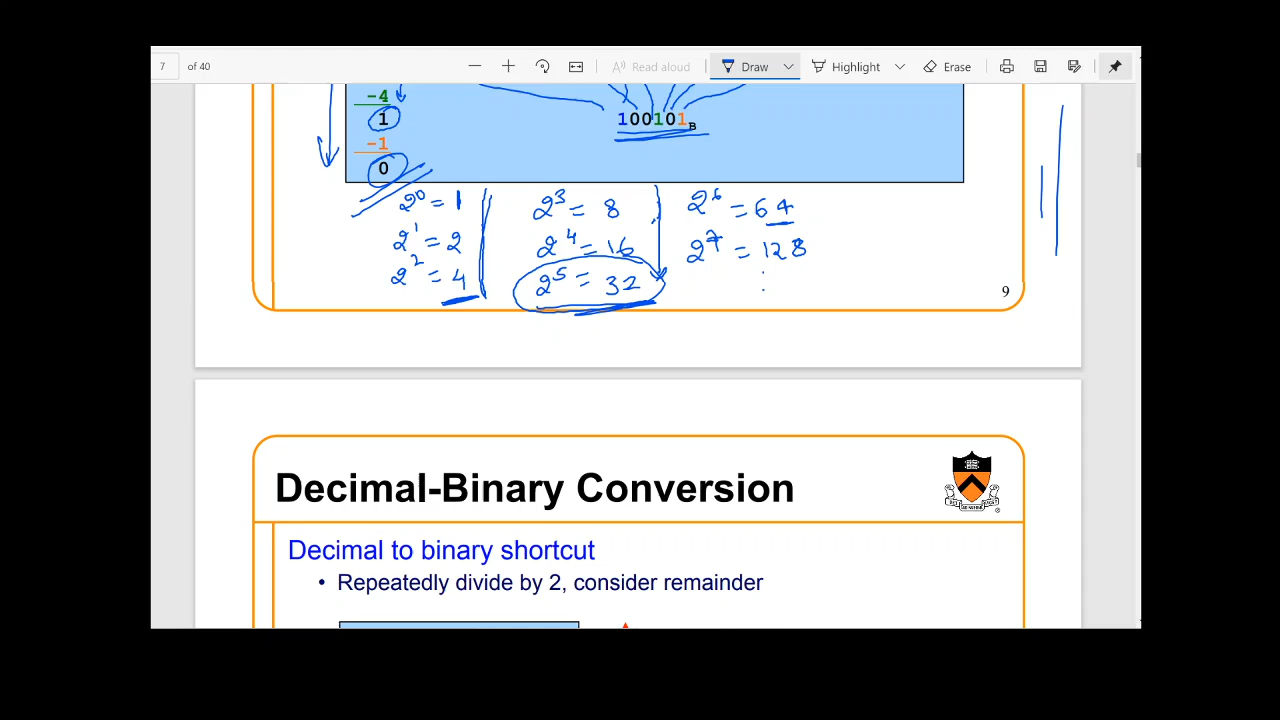 7 of 40 Read aloud Draw Highlight Erase
-4
1 100101B
-1
0
2^0 = 1 2^3 = 8 2^6 = 64
2^1 = 2 2^4 = 16 2^7 = 128
2^2 = 4 2^5 = 32 :
9
Decimal-Binary Conversion
Decimal to binary shortcut
• Repeatedly divide by 2, consider remainder